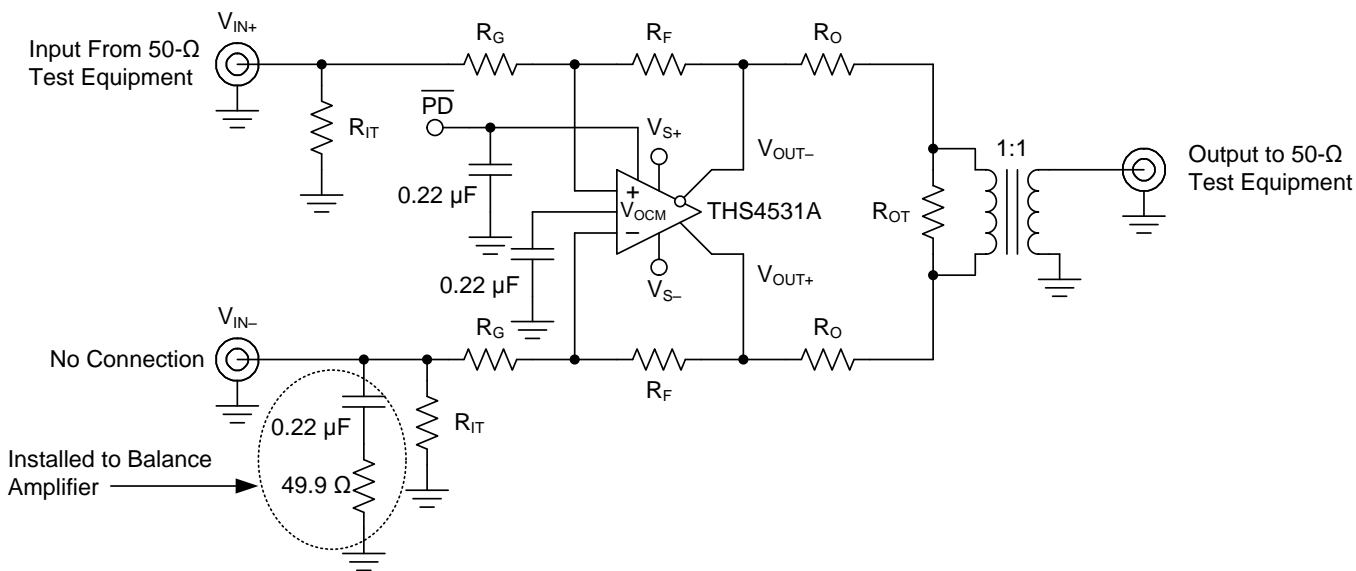 V_IN+
Input From 50-Ω
Test Equipment
R_G
R_F
R_O
R_IT
PD
V_S+
V_OUT–
1:1
Output to 50-Ω
Test Equipment
0.22 µF
+
V_OCM
–
THS4531A
R_OT
0.22 µF
V_S–
V_OUT+
V_IN–
No Connection
R_G
R_F
R_O
0.22 µF
R_IT
Installed to Balance
Amplifier
49.9 Ω